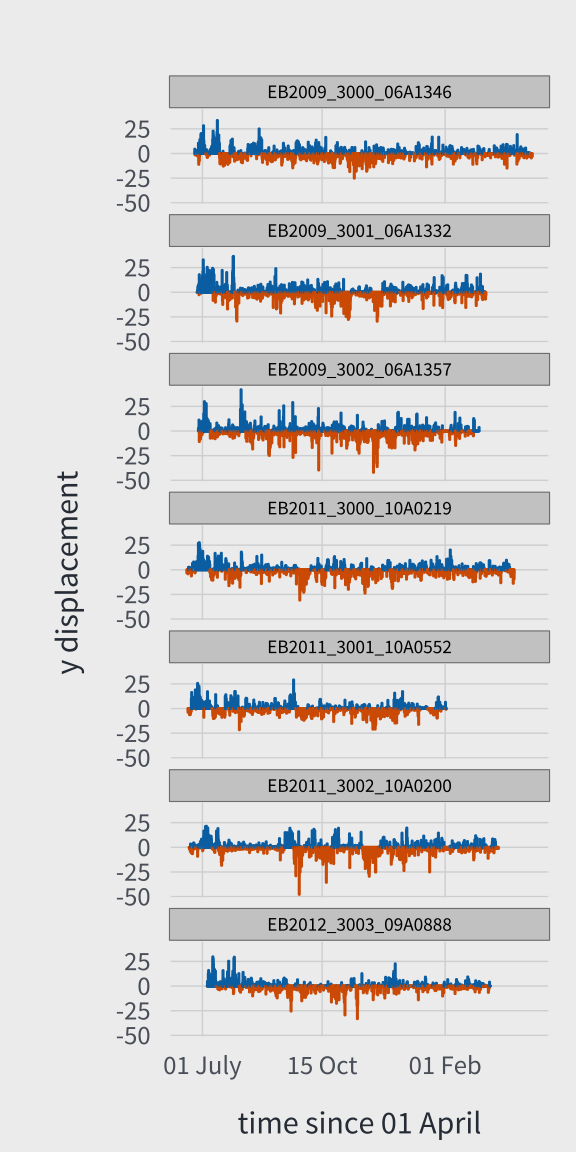 EB2009_3000_06A1346
25
0
-25
-50
EB2009_3001_06A1332
25
0
-25
-50
EB2009_3002_06A1357
25
0
-25
-50
EB2011_3000_10A0219
25
0
-25
-50
EB2011_3001_10A0552
25
0
-25
-50
EB2011_3002_10A0200
25
0
-25
-50
EB2012_3003_09A0888
25
0
-25
-50
y displacement
01 July 15 Oct 01 Feb
time since 01 April